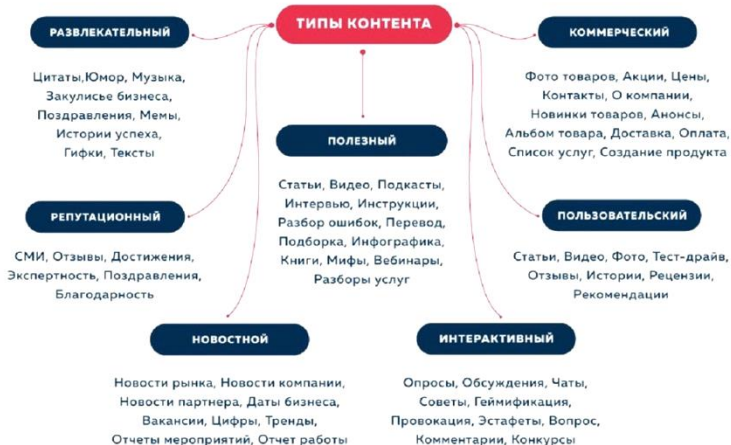 ТИПЫ КОНТЕНТА
РАЗВЛЕКАТЕЛЬНЫЙ
Цитаты,Юмор, Музыка,
Закулисье бизнеса,
Поздравления, Мемы,
Истории успеха,
Гифки, Тексты
КОММЕРЧЕСКИЙ
Фото товаров, Акции, Цены,
Контакты, О компании,
Новинки товаров, Анонсы,
Альбом товара, Доставка, Оплата,
Список услуг, Создание продукта
ПОЛЕЗНЫЙ
Статьи, Видео, Подкасты,
Интервью, Инструкции,
Разбор ошибок, Перевод,
Подборка, Инфографика,
Книги, Мифы, Вебинары,
Разборы услуг
РЕПУТАЦИОННЫЙ
СМИ, Отзывы, Достижения,
Экспертность, Поздравления,
Благодарность
ПОЛЬЗОВАТЕЛЬСКИЙ
Статьи, Видео, Фото, Тест-драйв,
Отзывы, Истории, Рецензии,
Рекомендации
НОВОСТНОЙ
Новости рынка, Новости компании,
Новости партнера, Даты бизнеса,
Вакансии, Цифры, Тренды,
Отчеты мероприятий, Отчет работы
ИНТЕРАКТИВНЫЙ
Опросы, Обсуждения, Чаты,
Советы, Геймификация,
Провокация, Эстафеты, Вопрос,
Комментарии, Конкурсы